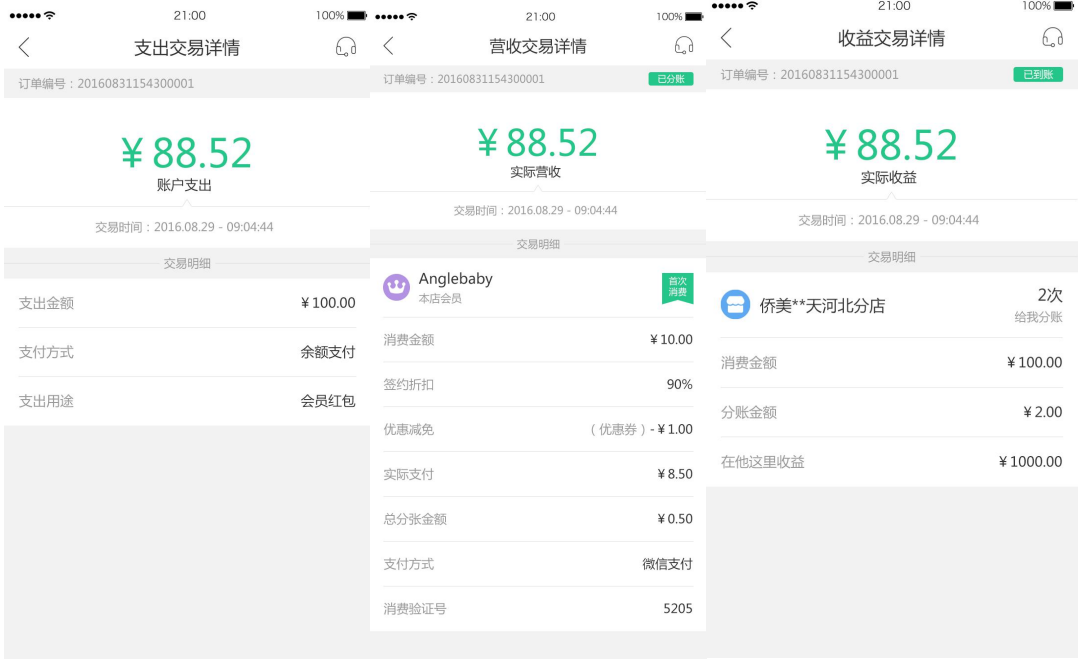 21:00
100%
支出交易详情
订单编号：20160831154300001
¥ 88.52
账户支出
交易时间：2016.08.29 - 09:04:44
交易明细
支出金额 ¥ 100.00
支付方式 余额支付
支出用途 会员红包
21:00
100%
营收交易详情
订单编号：20160831154300001 已分账
¥ 88.52
实际营收
交易时间：2016.08.29 - 09:04:44
交易明细
Anglebaby
本店会员
首次
消费
消费金额 ¥ 10.00
签约折扣 90%
优惠减免 （优惠券）- ¥ 1.00
实际支付 ¥ 8.50
总分张金额 ¥ 0.50
支付方式 微信支付
消费验证号 5205
21:00
100%
收益交易详情
订单编号：20160831154300001 已到账
¥ 88.52
实际收益
交易时间：2016.08.29 - 09:04:44
交易明细
侨美**天河北分店
2次
给我分账
消费金额 ¥ 100.00
分账金额 ¥ 2.00
在他这里收益 ¥ 1000.00